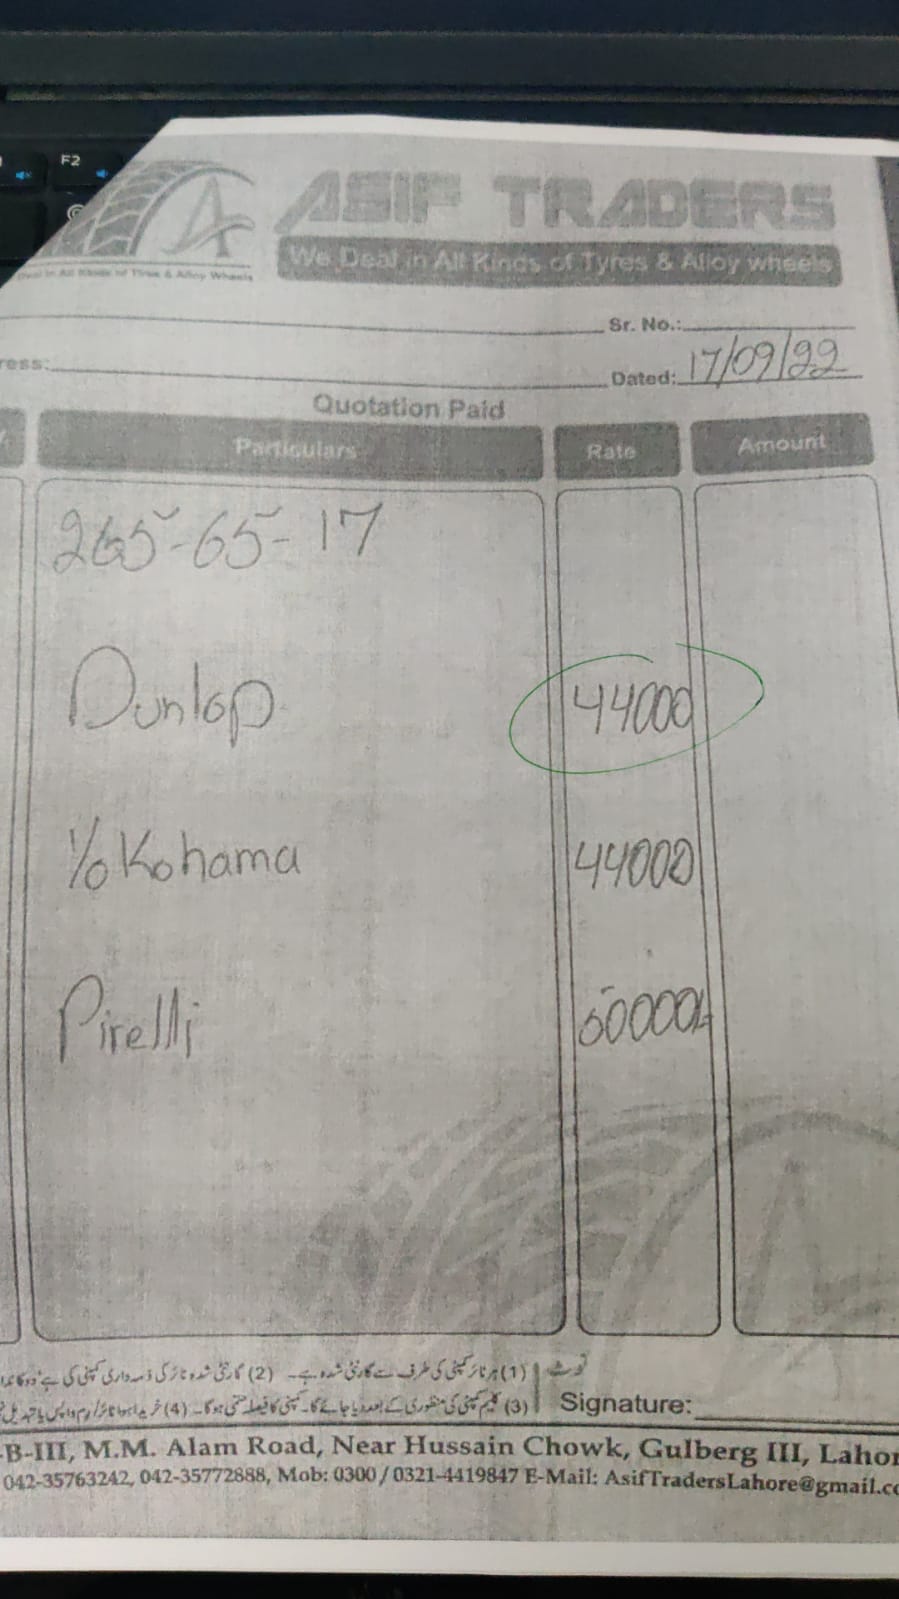 F2
ASIF TRADERS
We Deal in All Kinds of Tyres & Alloy wheels
Deal in All Kinds of Tires & Alloy Wheels
Sr. No.:
ress:
Dated: 17/09/22
Quotation Paid
Particulars Rate Amount
265-65-17
Dunlop 44000
Yokohama 44000
Pirelli
نوٹ (1) ہر ٹائر کمپنی کی طرف سے گارنٹی شدہ ہے۔ (2) گارنٹی شدہ ٹائر کی ذمہ داری کمپنی کی ہے
(3) کلیم کمپنی کی منظوری کے بعد دیا جائے گا۔ کمپنی کا فیصلہ حتمی ہوگا۔ (4) خریدا ہوا ٹائر / رم واپس یا تبدیل
Signature:
-B-III, M.M. Alam Road, Near Hussain Chowk, Gulberg III, Lahor
042-35763242, 042-35772888, Mob: 0300 / 0321-4419847 E-Mail: AsifTradersLahore@gmail.co